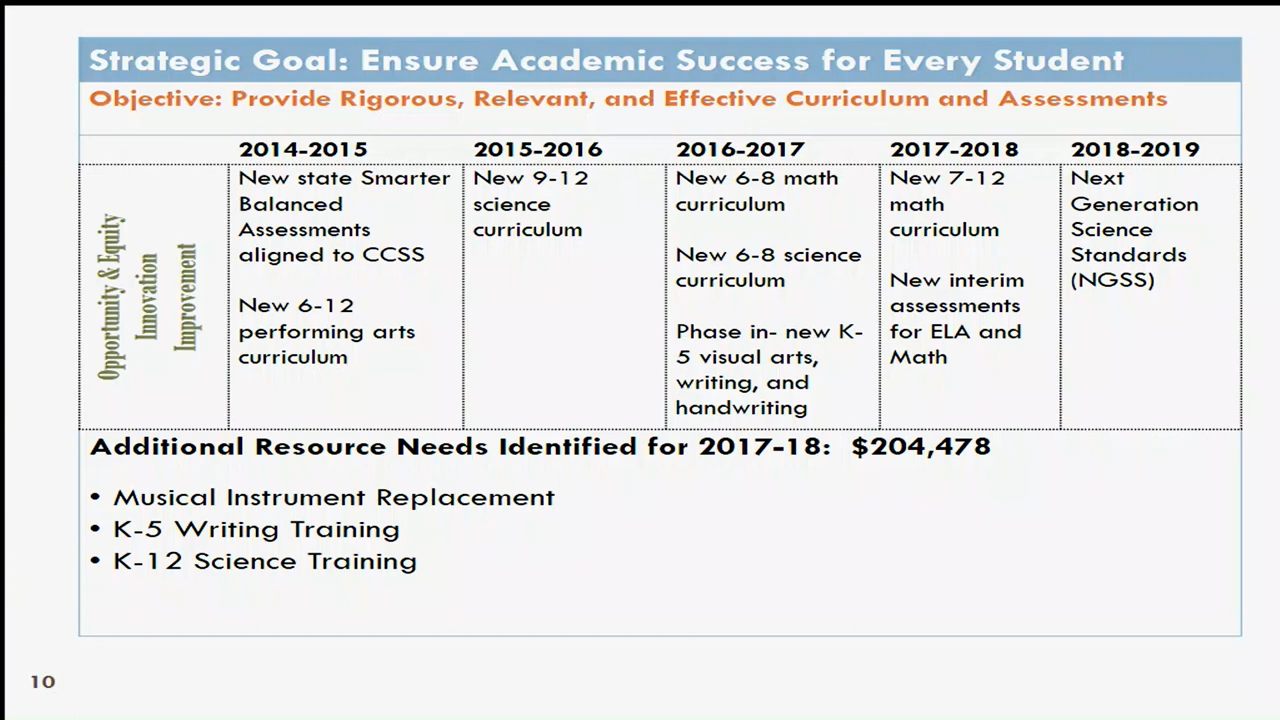 Strategic Goal: Ensure Academic Success for Every Student
Objective: Provide Rigorous, Relevant, and Effective Curriculum and Assessments
2014-2015 2015-2016 2016-2017 2017-2018 2018-2019
Opportunity & Equity
Innovation
Improvement
New state Smarter
Balanced
Assessments
aligned to CCSS
New 6-12
performing arts
curriculum
New 9-12
science
curriculum
New 6-8 math
curriculum
New 6-8 science
curriculum
Phase in- new K-
5 visual arts,
writing, and
handwriting
New 7-12
math
curriculum
New interim
assessments
for ELA and
Math
Next
Generation
Science
Standards
(NGSS)
Additional Resource Needs Identified for 2017-18: $204,478
• Musical Instrument Replacement
• K-5 Writing Training
• K-12 Science Training
10